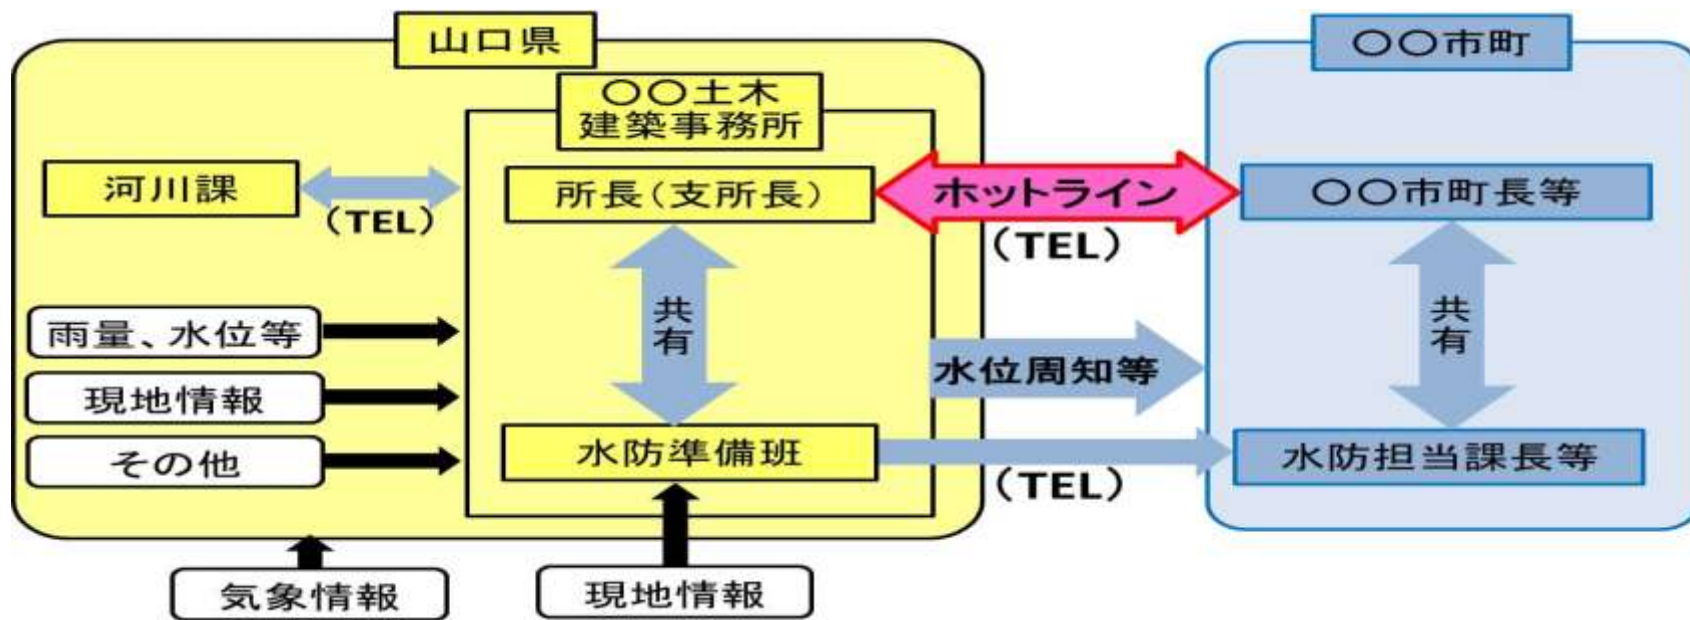 山口県
〇〇市町
〇〇土木
建築事務所
河川課
(TEL)
所長(支所長)
ホットライン
(TEL)
〇〇市町長等
共有
共有
雨量、水位等
現地情報
その他
水位周知等
水防準備班
(TEL)
水防担当課長等
気象情報
現地情報